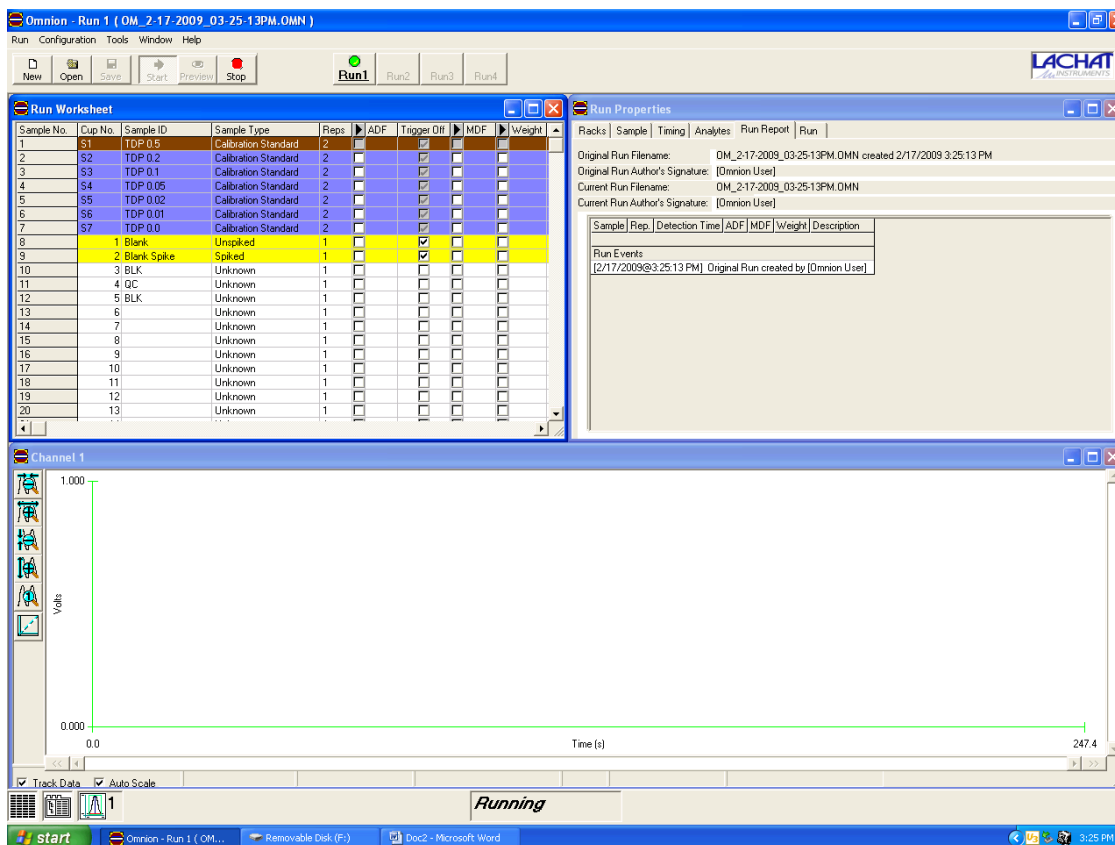 Omnion - Run 1 ( OM_2-17-2009_03-25-13PM.OMN )
Run Configuration Tools Window Help
New Open Save Start Preview Stop Run1 Run2 Run3 Run4
LACHAT
INSTRUMENTS
Run Worksheet
Sample No. Cup No. Sample ID Sample Type Reps ADF Trigger Off MDF Weight
1 S1 TDP 0.5 Calibration Standard 2
2 S2 TDP 0.2 Calibration Standard 2
3 S3 TDP 0.1 Calibration Standard 2
4 S4 TDP 0.05 Calibration Standard 2
5 S5 TDP 0.02 Calibration Standard 2
6 S6 TDP 0.01 Calibration Standard 2
7 S7 TDP 0.0 Calibration Standard 2
8 1 Blank Unspiked 1
9 2 Blank Spike Spiked 1
10 3 BLK Unknown 1
11 4 QC Unknown 1
12 5 BLK Unknown 1
13 6 Unknown 1
14 7 Unknown 1
15 8 Unknown 1
16 9 Unknown 1
17 10 Unknown 1
18 11 Unknown 1
19 12 Unknown 1
20 13 Unknown 1
Run Properties
Racks Sample Timing Analytes Run Report Run
Original Run Filename: OM_2-17-2009_03-25-13PM.OMN created 2/17/2009 3:25:13 PM
Original Run Author's Signature: [Omnion User]
Current Run Filename: OM_2-17-2009_03-25-13PM.OMN
Current Run Author's Signature: [Omnion User]
Sample Rep. Detection Time ADF MDF Weight Description
Run Events
[2/17/2009@3:25:13 PM] Original Run created by [Omnion User]
Channel 1
1.000
Volts
0.000
0.0 Time (s) 247.4
Track Data Auto Scale
1 Running
start Omnion - Run 1 ( OM... Removable Disk (F:) Doc2 - Microsoft Word 3:25 PM